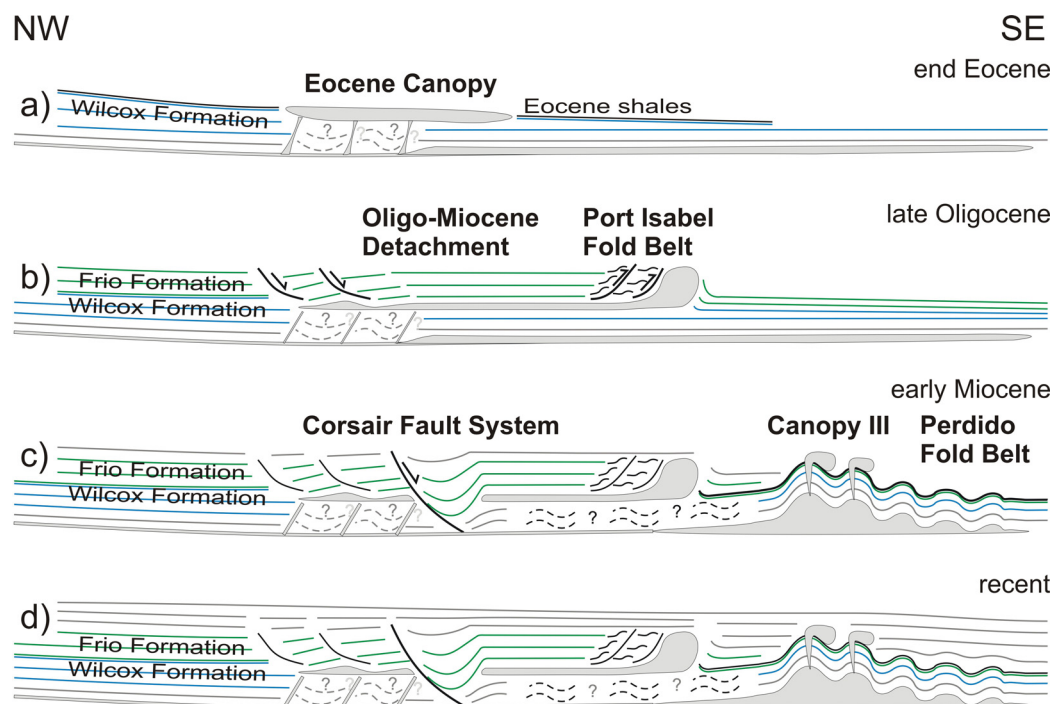 NW
SE
end Eocene
a)
Eocene Canopy
Wilcox Formation
Eocene shales
? ? ?
late Oligocene
b)
Oligo-Miocene
Detachment
Port Isabel
Fold Belt
Frio Formation
Wilcox Formation
? ? ? ?
early Miocene
c)
Corsair Fault System
Canopy III
Perdido
Fold Belt
Frio Formation
Wilcox Formation
? ? ? ? ? ?
recent
d)
Frio Formation
Wilcox Formation
? ? ? ? ? ?